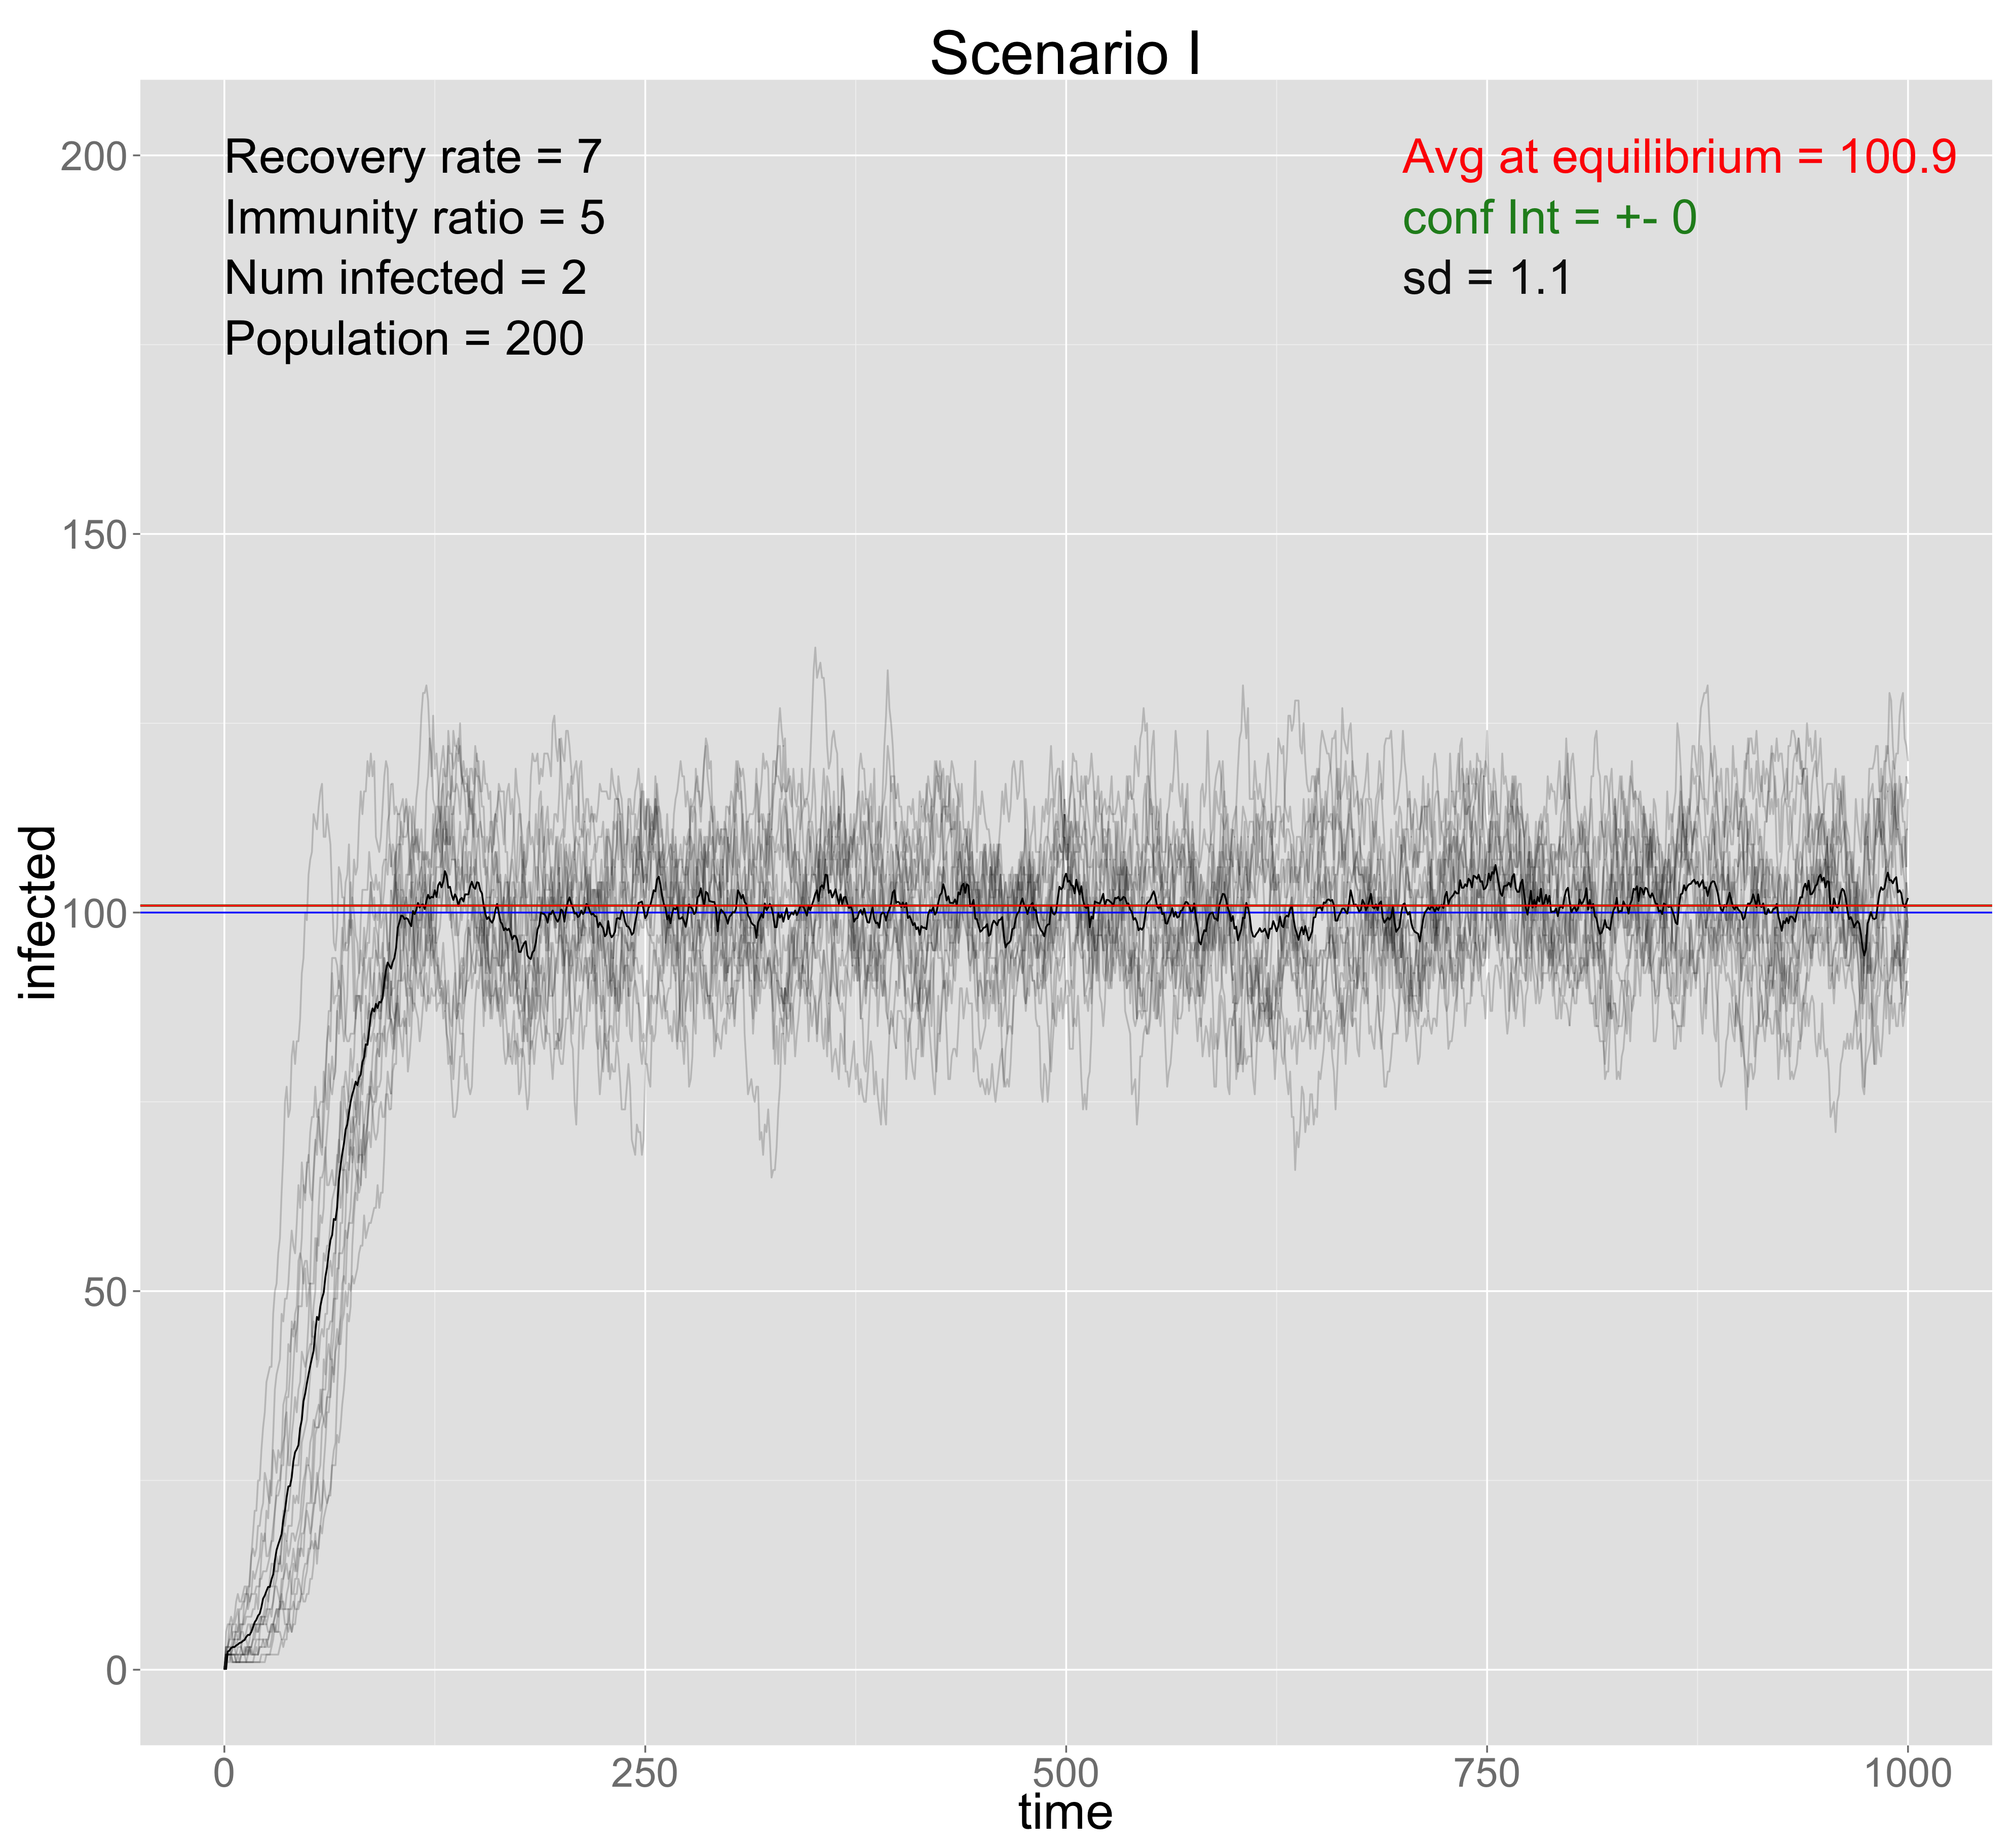 Scenario I
Recovery rate = 7
Immunity ratio = 5
Num infected = 2
Population = 200
Avg at equilibrium = 100.9
conf Int = +- 0
sd = 1.1
infected
200
150
100
50
0
0 250 500 750 1000
time